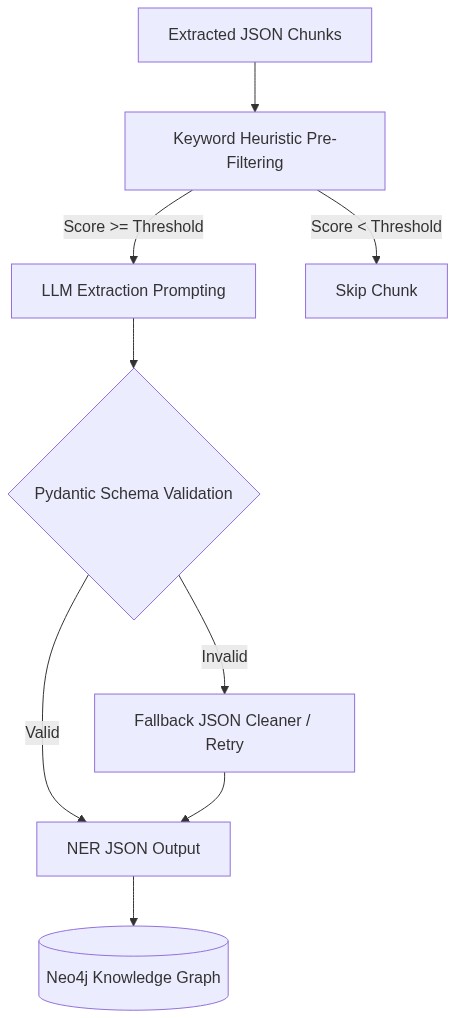 Extracted JSON Chunks
Keyword Heuristic Pre-
Filtering
Score >= Threshold
Score < Threshold
LLM Extraction Prompting
Skip Chunk
Pydantic Schema Validation
Invalid
Valid
Fallback JSON Cleaner /
Retry
NER JSON Output
Neo4j Knowledge Graph